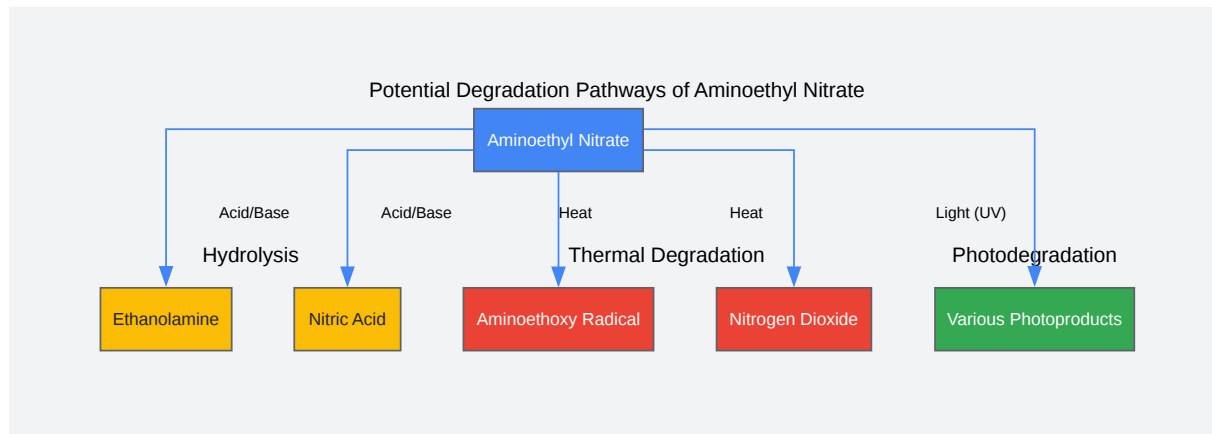 Potential Degradation Pathways of Aminoethyl Nitrate
Aminoethyl Nitrate
Acid/Base
Acid/Base
Heat
Heat
Light (UV)
Hydrolysis
Thermal Degradation
Photodegradation
Ethanolamine
Nitric Acid
Aminoethoxy Radical
Nitrogen Dioxide
Various Photoproducts